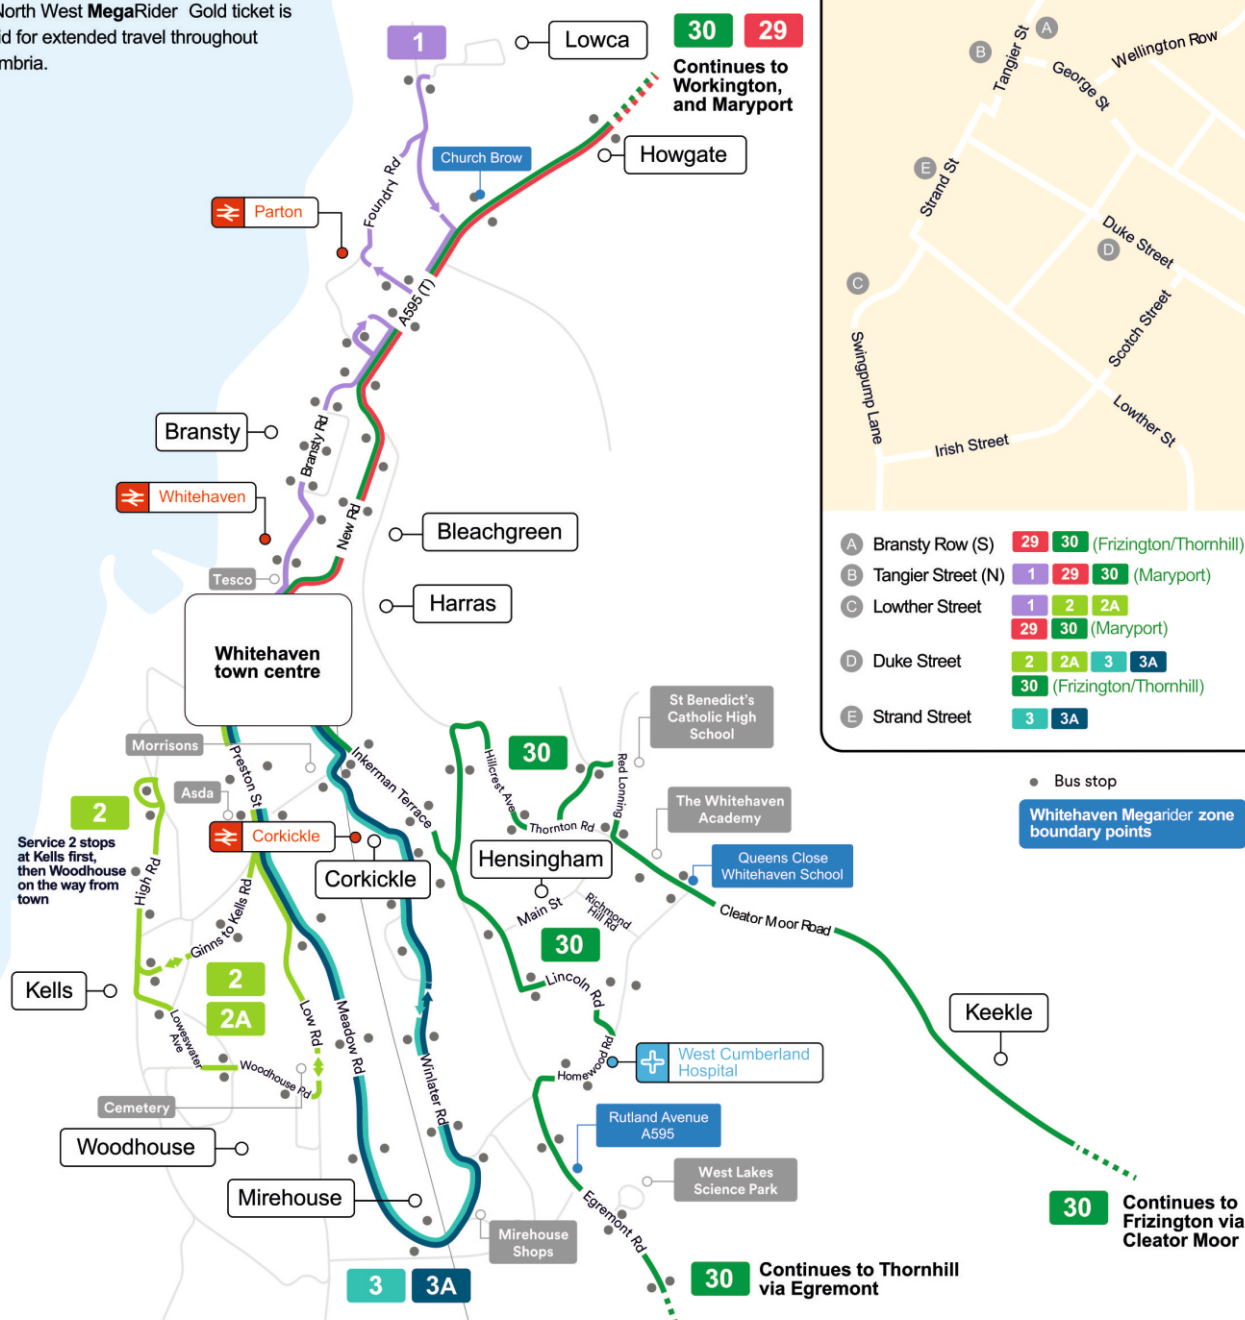 North West MegaRider Gold ticket is
id for extended travel throughout
mbria.
1
Lowca
30 29
Continues to
Workington,
and Maryport
Howgate
Church Brow
Foundry Rd
Parton
A595 (T)
Bransty
Bransty Rd
Whitehaven
New Rd
Bleachgreen
Tesco
Harras
Whitehaven
town centre
Morrisons
Preston St
Asda
Inkerman Terrace
2
Service 2 stops
at Kells first,
then Woodhouse
on the way from
town
Corkickle
Corkickle
High Rd
Ginns to Kells Rd
Kells
2
2A
Loweswater
Ave
Woodhouse Rd
Low Rd
Meadow Rd
Winlater Rd
Cemetery
Woodhouse
Mirehouse
Mirehouse
Shops
3 3A
30
Hillcrest Ave
Thornton Rd
Red Lonning
St Benedict's
Catholic High
School
The Whitehaven
Academy
Hensingham
Queens Close
Whitehaven School
Main St
Richmond
Hill Rd
Cleator Moor Road
30
Lincoln Rd
Homewood Rd
West Cumberland
Hospital
Keekle
Rutland Avenue
A595
West Lakes
Science Park
Egremont Rd
30
Continues to Thornhill
via Egremont
30
Continues to
Frizington via
Cleator Moor
A
B
Tangier St
George St
Wellington Row
E
Strand St
Duke Street
D
C
Scotch Street
Swingpump Lane
Lowther St
Irish Street
A Bransty Row (S) 29 30 (Frizington/Thornhill)
B Tangier Street (N) 1 29 30 (Maryport)
C Lowther Street 1 2 2A
29 30 (Maryport)
D Duke Street 2 2A 3 3A
30 (Frizington/Thornhill)
E Strand Street 3 3A
Bus stop
Whitehaven Megarider zone
boundary points